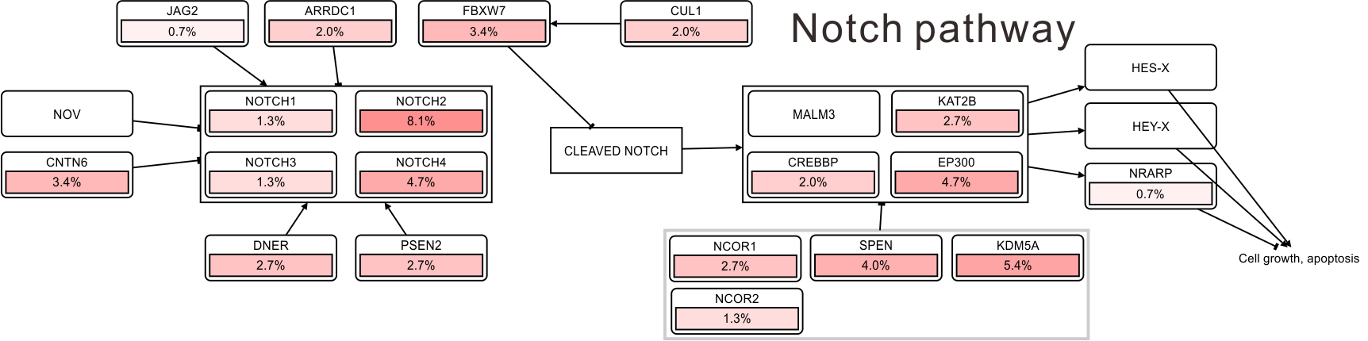 JAG2
0.7%
ARRDC1
2.0%
FBXW7
3.4%
CUL1
2.0%
Notch pathway
NOV
CNTN6
3.4%
NOTCH1
1.3%
NOTCH2
8.1%
NOTCH3
1.3%
NOTCH4
4.7%
DNER
2.7%
PSEN2
2.7%
CLEAVED NOTCH
MALM3
KAT2B
2.7%
CREBBP
2.0%
EP300
4.7%
HES-X
HEY-X
NRARP
0.7%
NCOR1
2.7%
SPEN
4.0%
KDM5A
5.4%
NCOR2
1.3%
Cell growth, apoptosis